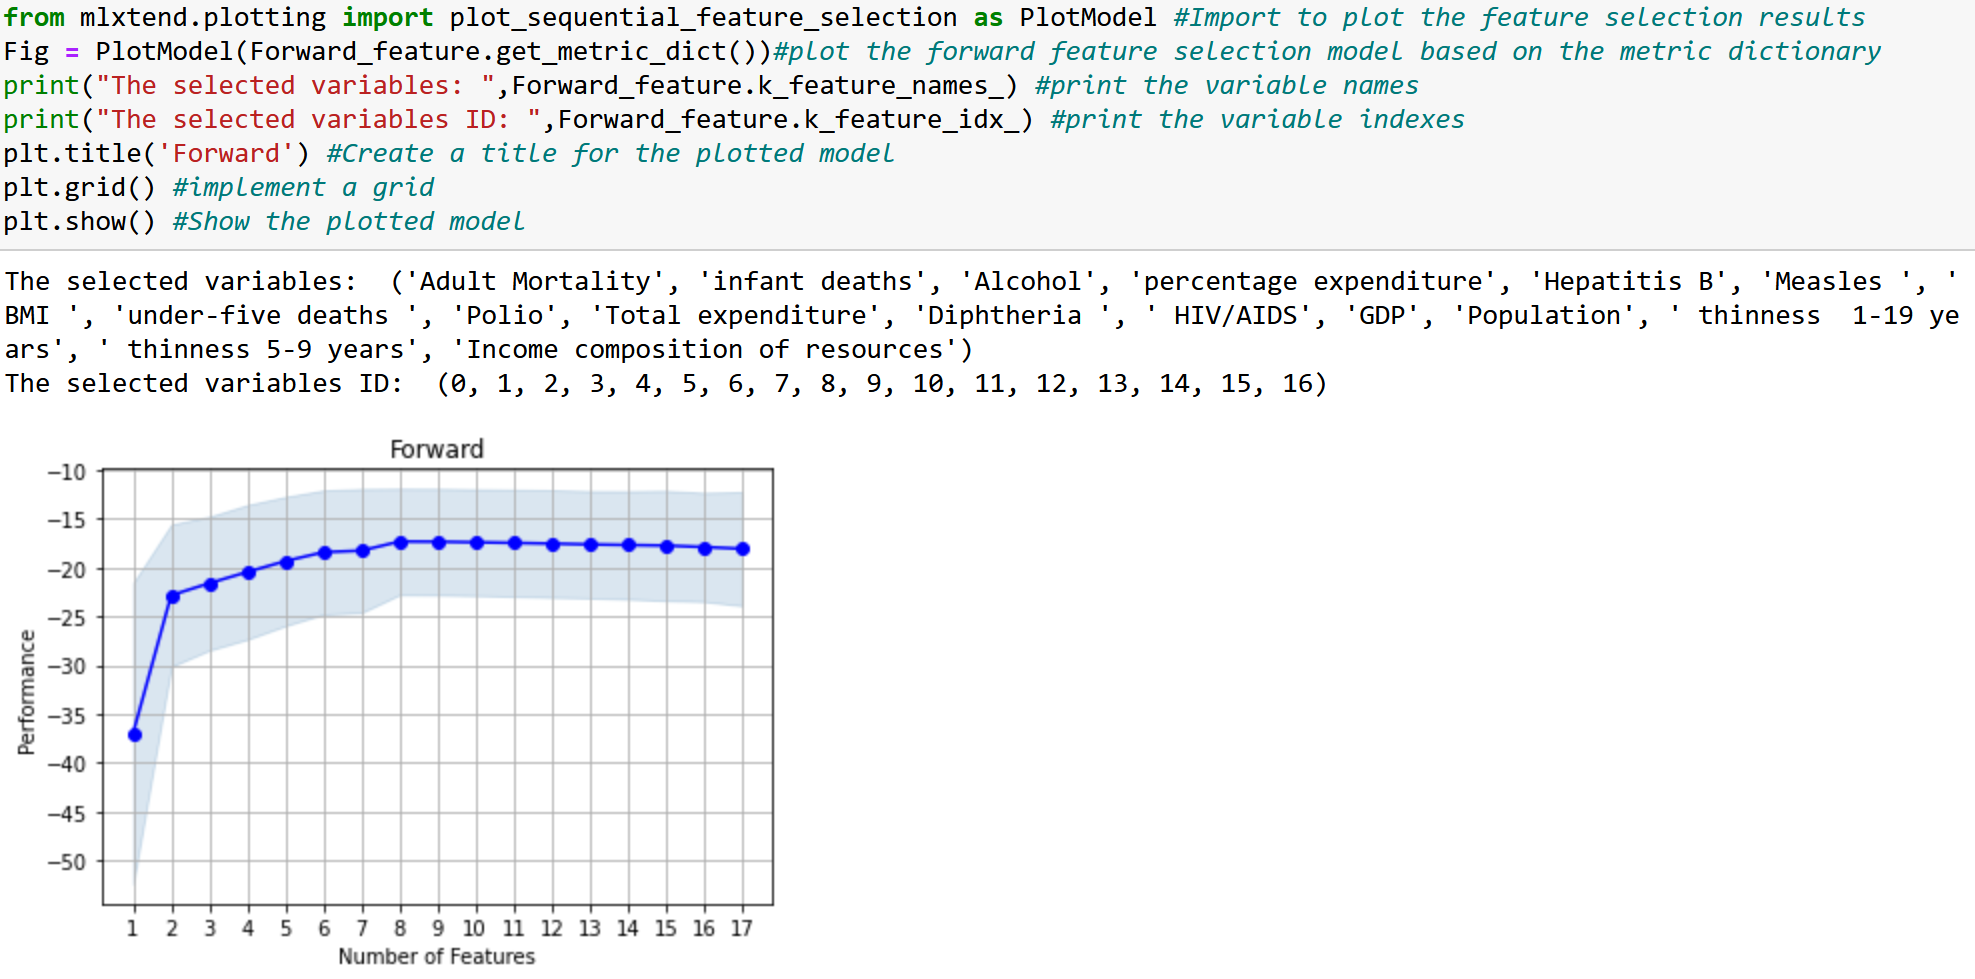 from mlxtend.plotting import plot_sequential_feature_selection as PlotModel #Import to plot the feature selection results
Fig = PlotModel(Forward_feature.get_metric_dict())#plot the forward feature selection model based on the metric dictionary
print("The selected variables: ",Forward_feature.k_feature_names_) #print the variable names
print("The selected variables ID: ",Forward_feature.k_feature_idx_) #print the variable indexes
plt.title('Forward') #Create a title for the plotted model
plt.grid() #implement a grid
plt.show() #Show the plotted model
The selected variables:  ('Adult Mortality', 'infant deaths', 'Alcohol', 'percentage expenditure', 'Hepatitis B', 'Measles ', '
BMI ', 'under-five deaths ', 'Polio', 'Total expenditure', 'Diphtheria ', ' HIV/AIDS', 'GDP', 'Population', ' thinness  1-19 ye
ars', ' thinness 5-9 years', 'Income composition of resources')
The selected variables ID:  (0, 1, 2, 3, 4, 5, 6, 7, 8, 9, 10, 11, 12, 13, 14, 15, 16)
Forward
−10
−15
−20
−25
−30
−35
−40
−45
−50
Performance
1 2 3 4 5 6 7 8 9 10 11 12 13 14 15 16 17
Number of Features